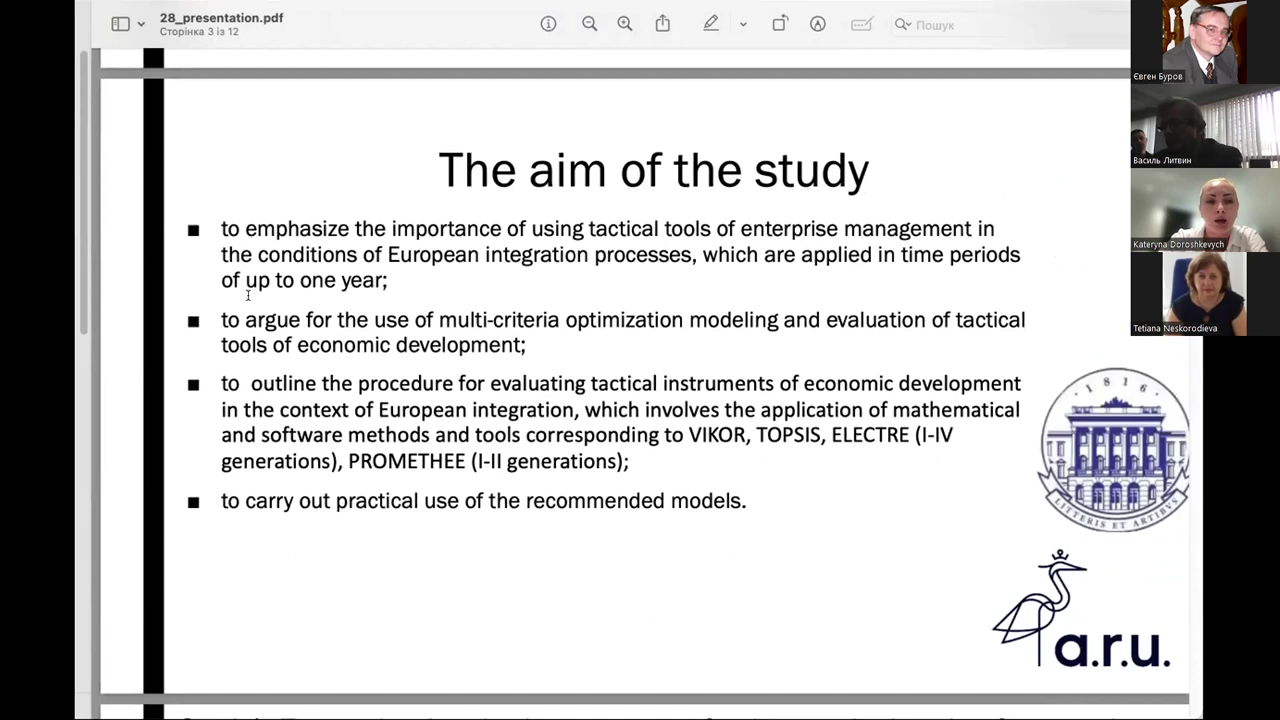 28_presentation.pdf
Сторінка 3 із 12
Пошук
The aim of the study
■ to emphasize the importance of using tactical tools of enterprise management in
the conditions of European integration processes, which are applied in time periods
of up to one year;
■ to argue for the use of multi-criteria optimization modeling and evaluation of tactical
tools of economic development;
■ to outline the procedure for evaluating tactical instruments of economic development
in the context of European integration, which involves the application of mathematical
and software methods and tools corresponding to VIKOR, TOPSIS, ELECTRE (I-IV
generations), PROMETHEE (I-II generations);
■ to carry out practical use of the recommended models.
1816
LITTERIS ET ARTIBUS
a.r.u.
Євген Буров
Василь Литвин
Kateryna Doroshkevych
Tetiana Neskorodieva